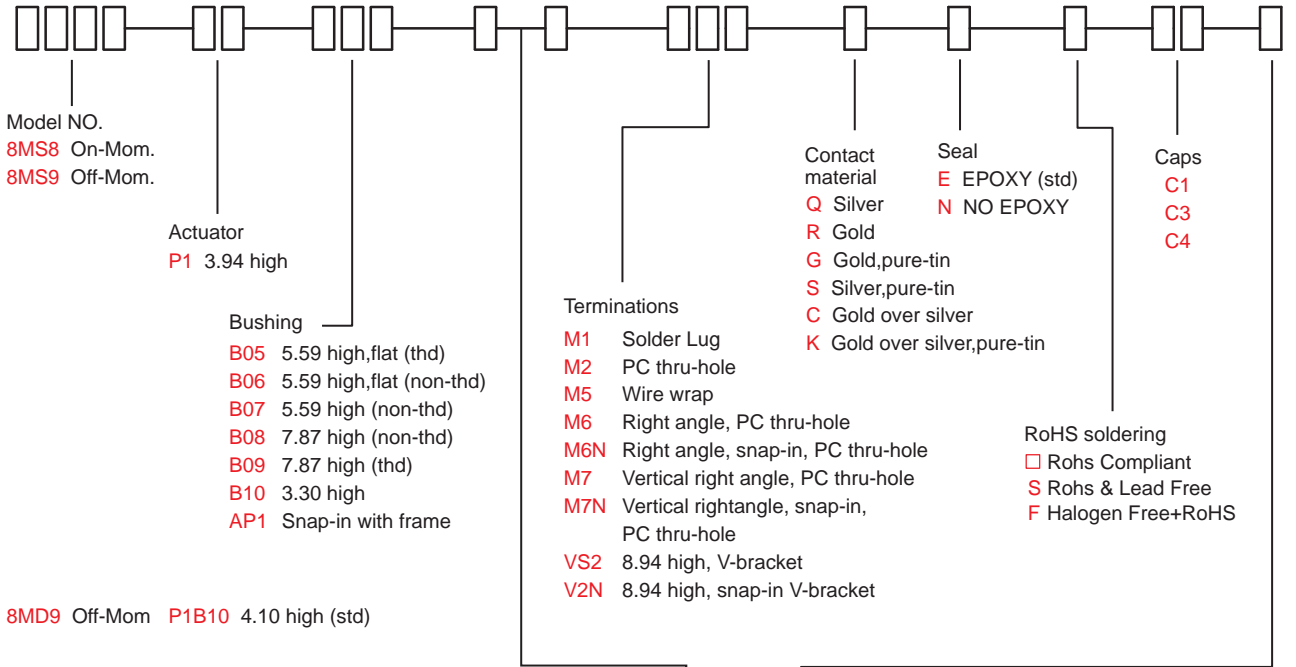 Model NO.
8MS8 On-Mom.
8MS9 Off-Mom.
Actuator
P1 3.94 high
Bushing
B05 5.59 high,flat (thd)
B06 5.59 high,flat (non-thd)
B07 5.59 high (non-thd)
B08 7.87 high (non-thd)
B09 7.87 high (thd)
B10 3.30 high
AP1 Snap-in with frame
8MD9 Off-Mom P1B10 4.10 high (std)
Terminations
M1 Solder Lug
M2 PC thru-hole
M5 Wire wrap
M6 Right angle, PC thru-hole
M6N Right angle, snap-in, PC thru-hole
M7 Vertical right angle, PC thru-hole
M7N Vertical rightangle, snap-in,
PC thru-hole
VS2 8.94 high, V-bracket
V2N 8.94 high, snap-in V-bracket
Contact
material
Q Silver
R Gold
G Gold,pure-tin
S Silver,pure-tin
C Gold over silver
K Gold over silver,pure-tin
Seal
E EPOXY (std)
N NO EPOXY
RoHS soldering
□ Rohs Compliant
S Rohs & Lead Free
F Halogen Free+RoHS
Caps
C1
C3
C4